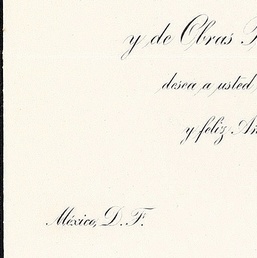 y de Obras
desea a usted
y feliz
México, D. F.